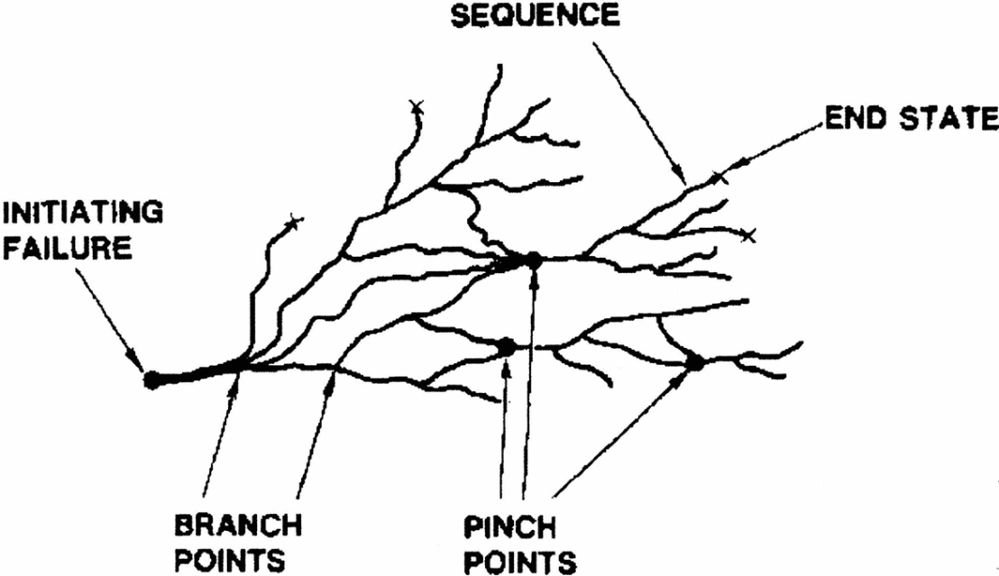 SEQUENCE
END STATE
INITIATING
FAILURE
BRANCH
POINTS
PINCH
POINTS